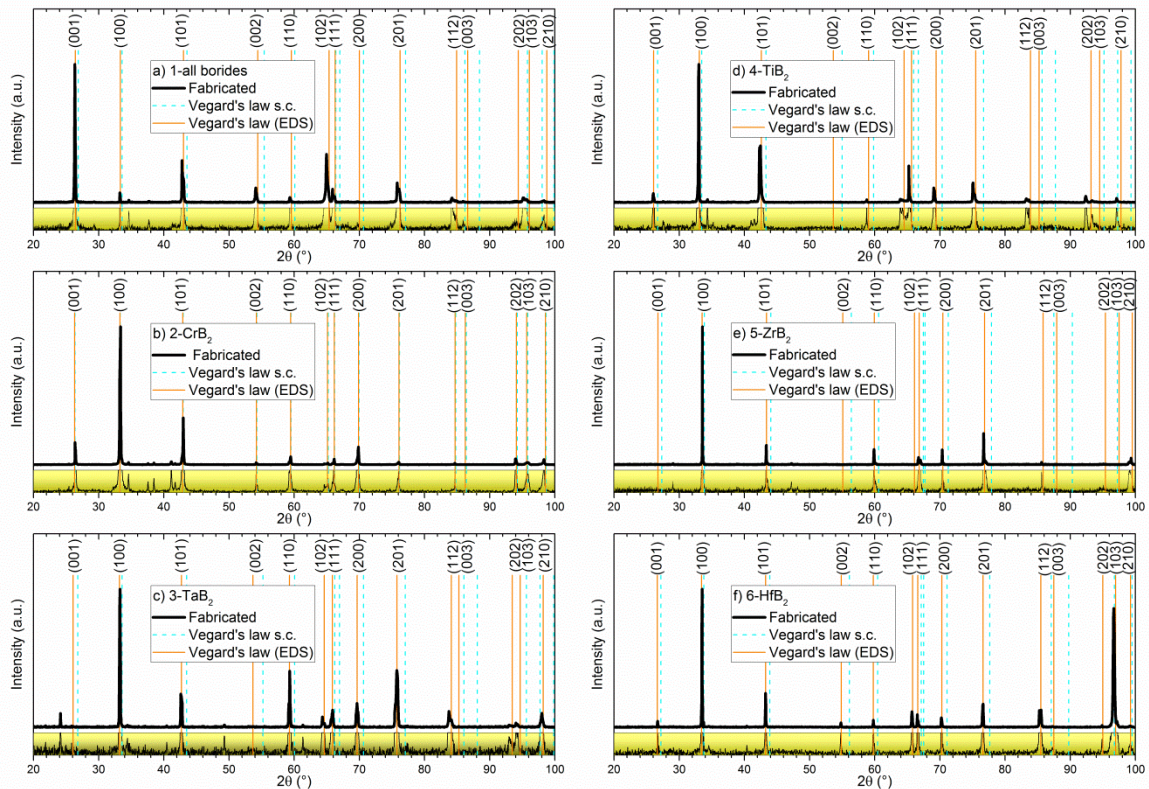 (001) (100) (101) (002) (110) (102) (111) (200) (201) (112) (003) (202) (103) (210)
Intensity (a.u.)
a) 1-all borides
Fabricated
Vegard's law s.c.
Vegard's law (EDS)
20 30 40 50 60 70 80 90 100
2θ (°)
(001) (100) (101) (002) (110) (102) (111) (200) (201) (112) (003) (202) (103) (210)
Intensity (a.u.)
d) 4-TiB₂
Fabricated
Vegard's law s.c.
Vegard's law (EDS)
20 30 40 50 60 70 80 90 100
2θ (°)
(001) (100) (101) (002) (110) (102) (111) (200) (201) (112) (003) (202) (103) (210)
Intensity (a.u.)
b) 2-CrB₂
Fabricated
Vegard's law s.c.
Vegard's law (EDS)
20 30 40 50 60 70 80 90 100
2θ (°)
(001) (100) (101) (002) (110) (102) (111) (200) (201) (112) (003) (202) (103) (210)
Intensity (a.u.)
e) 5-ZrB₂
Fabricated
Vegard's law s.c.
Vegard's law (EDS)
20 30 40 50 60 70 80 90 100
2θ (°)
(001) (100) (101) (002) (110) (102) (111) (200) (201) (112) (003) (202) (103) (210)
Intensity (a.u.)
c) 3-TaB₂
Fabricated
Vegard's law s.c.
Vegard's law (EDS)
20 30 40 50 60 70 80 90 100
2θ (°)
(001) (100) (101) (002) (110) (102) (111) (200) (201) (112) (003) (202) (103) (210)
Intensity (a.u.)
f) 6-HfB₂
Fabricated
Vegard's law s.c.
Vegard's law (EDS)
20 30 40 50 60 70 80 90 100
2θ (°)